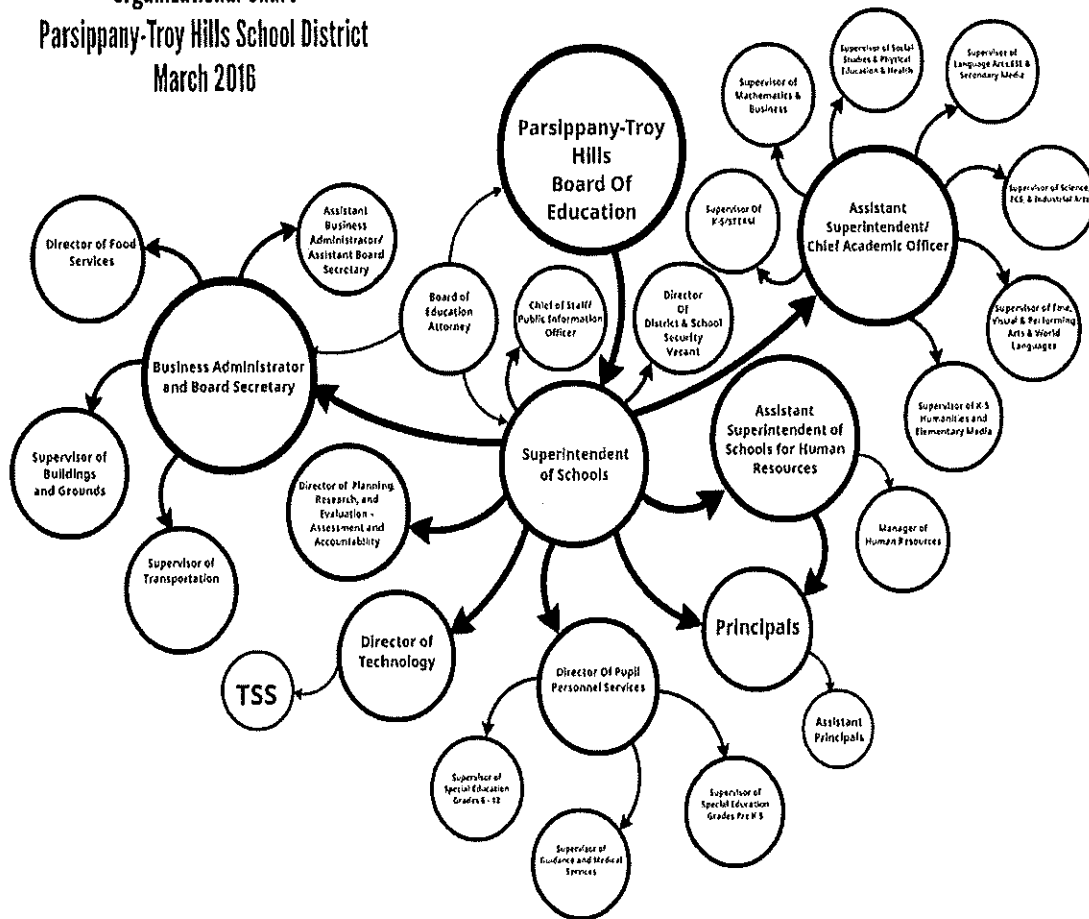 Organizational Chart
Parsippany-Troy Hills School District
March 2016
Parsippany-Troy
Hills
Board Of
Education
Supervisor of Social
Studies & Physical
Education & Health
Supervisor of
Language Arts,ESL &
Secondary Media
Supervisor of
Mathematics &
Business
Supervisor of Science,
FCS, & Industrial Arts
Supervisor Of
K-5/STEAM
Assistant
Superintendent/
Chief Academic Officer
Supervisor of Fine,
Visual & Performing
Arts & World
Languages
Supervisor of K-5
Humanities and
Elementary Media
Director of Food
Services
Assistant
Business
Administrator/
Assistant Board
Secretary
Board of
Education
Attorney
Chief of Staff/
Public Information
Officer
Director
Of
District & School
Security
Vacant
Business Administrator
and Board Secretary
Supervisor of
Buildings
and Grounds
Supervisor of
Transportation
Director of Planning,
Research, and
Evaluation -
Assessment and
Accountability
Superintendent
of Schools
Assistant
Superintendent of
Schools for Human
Resources
Manager of
Human Resources
Principals
Assistant
Principals
Director of
Technology
TSS
Director Of Pupil
Personnel Services
Supervisor of
Special Education
Grades 6 - 12
Supervisor of
Guidance and Medical
Services
Supervisor of
Special Education
Grades Pre K-5